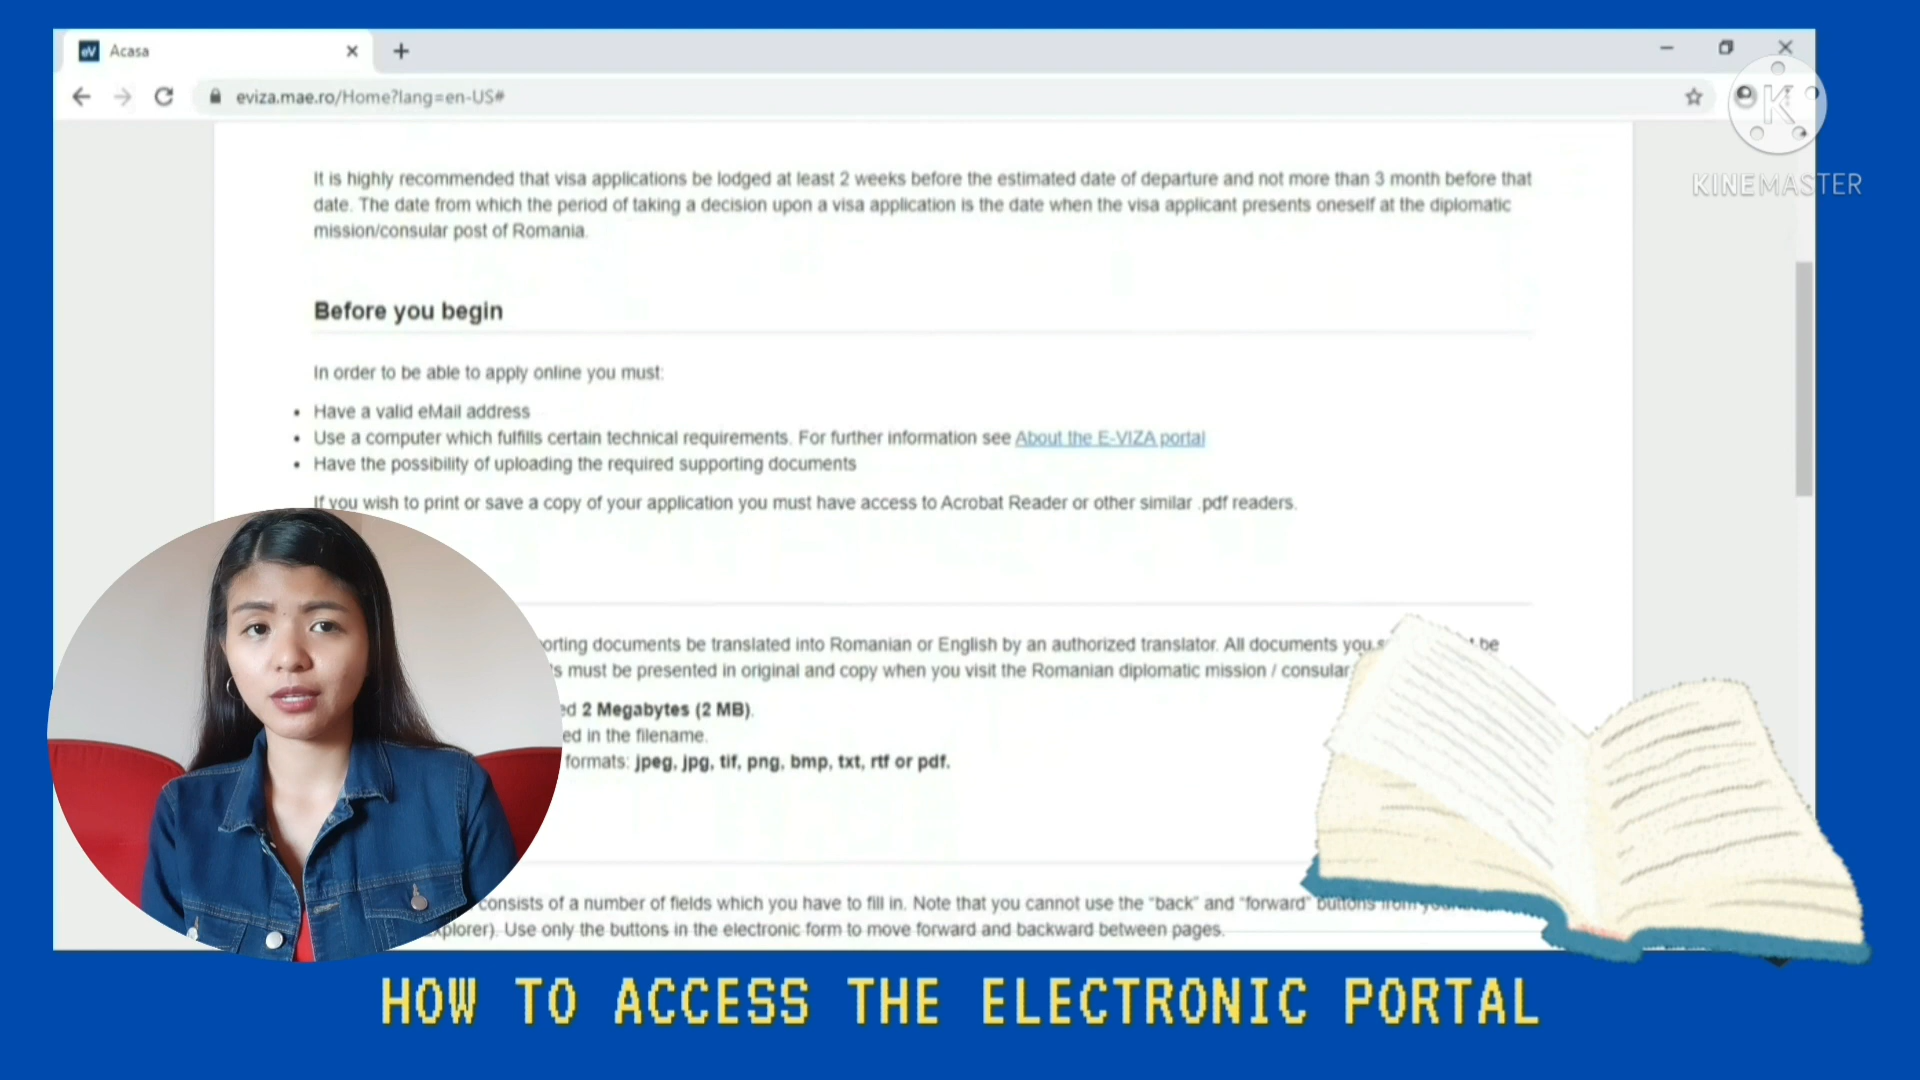 eV Acasa
eviza.mae.ro/Home?lang=en-US#
KINEMASTER
It is highly recommended that visa applications be lodged at least 2 weeks before the estimated date of departure and not more than 3 month before that
date. The date from which the period of taking a decision upon a visa application is the date when the visa applicant presents oneself at the diplomatic
mission/consular post of Romania.
Before you begin
In order to be able to apply online you must:
• Have a valid eMail address
• Use a computer which fulfills certain technical requirements. For further information see About the E-VIZA portal
• Have the possibility of uploading the required supporting documents
If you wish to print or save a copy of your application you must have access to Acrobat Reader or other similar .pdf readers.
orting documents be translated into Romanian or English by an authorized translator. All documents you be
s must be presented in original and copy when you visit the Romanian diplomatic mission / consular
ed 2 Megabytes (2 MB).
ed in the filename.
formats: jpeg, jpg, tif, png, bmp, txt, rtf or pdf.
consists of a number of fields which you have to fill in. Note that you cannot use the "back" and "forward" buttons from
xplorer). Use only the buttons in the electronic form to move forward and backward between pages.
HOW TO ACCESS THE ELECTRONIC PORTAL